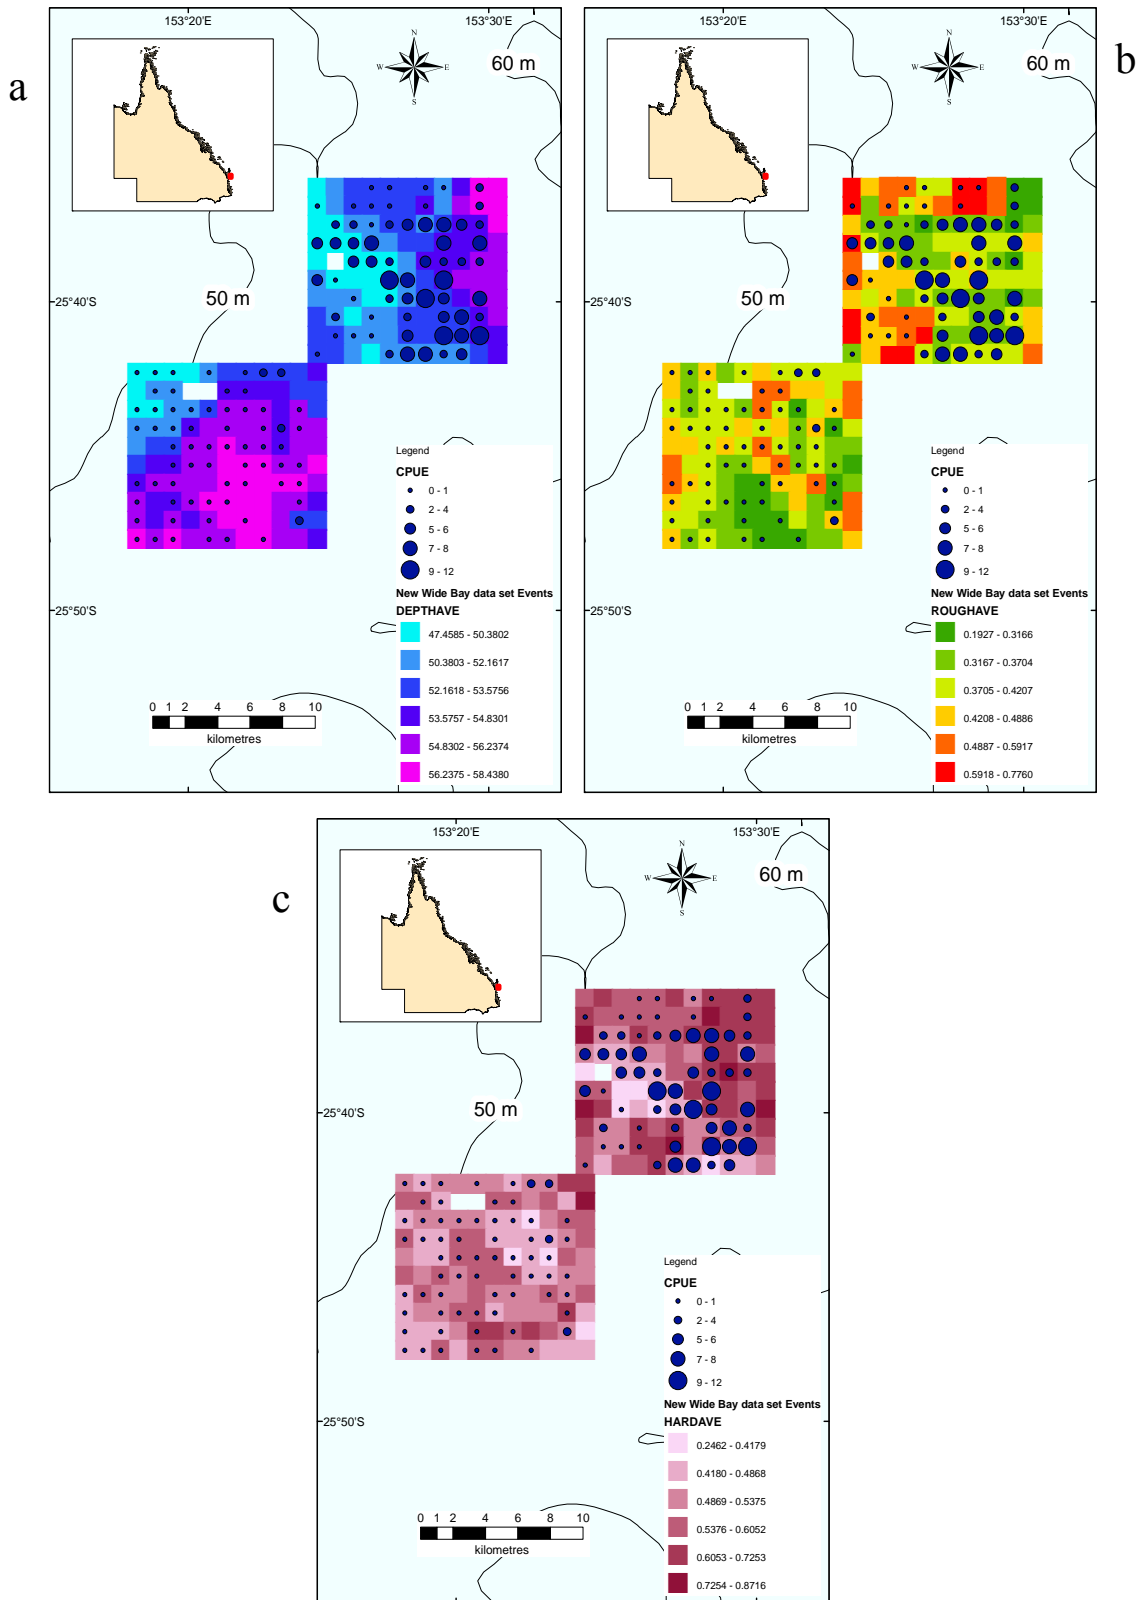 a
153°20'E 153°30'E
N
W E
S
60 m
50 m
25°40'S
25°50'S
Legend
CPUE
0 - 1
2 - 4
5 - 6
7 - 8
9 - 12
New Wide Bay data set Events
DEPTHAVE
47.4585 - 50.3802
50.3803 - 52.1617
52.1618 - 53.5756
53.5757 - 54.8301
54.8302 - 56.2374
56.2375 - 58.4380
0 1 2 4 6 8 10
kilometres
b
153°20'E 153°30'E
N
W E
S
60 m
50 m
25°40'S
25°50'S
Legend
CPUE
0 - 1
2 - 4
5 - 6
7 - 8
9 - 12
New Wide Bay data set Events
ROUGHAVE
0.1927 - 0.3166
0.3167 - 0.3704
0.3705 - 0.4207
0.4208 - 0.4886
0.4887 - 0.5917
0.5918 - 0.7760
0 1 2 4 6 8 10
kilometres
c
153°20'E 153°30'E
N
W E
S
60 m
50 m
25°40'S
25°50'S
Legend
CPUE
0 - 1
2 - 4
5 - 6
7 - 8
9 - 12
New Wide Bay data set Events
HARDAVE
0.2462 - 0.4179
0.4180 - 0.4868
0.4869 - 0.5375
0.5376 - 0.6052
0.6053 - 0.7253
0.7254 - 0.8716
0 1 2 4 6 8 10
kilometres